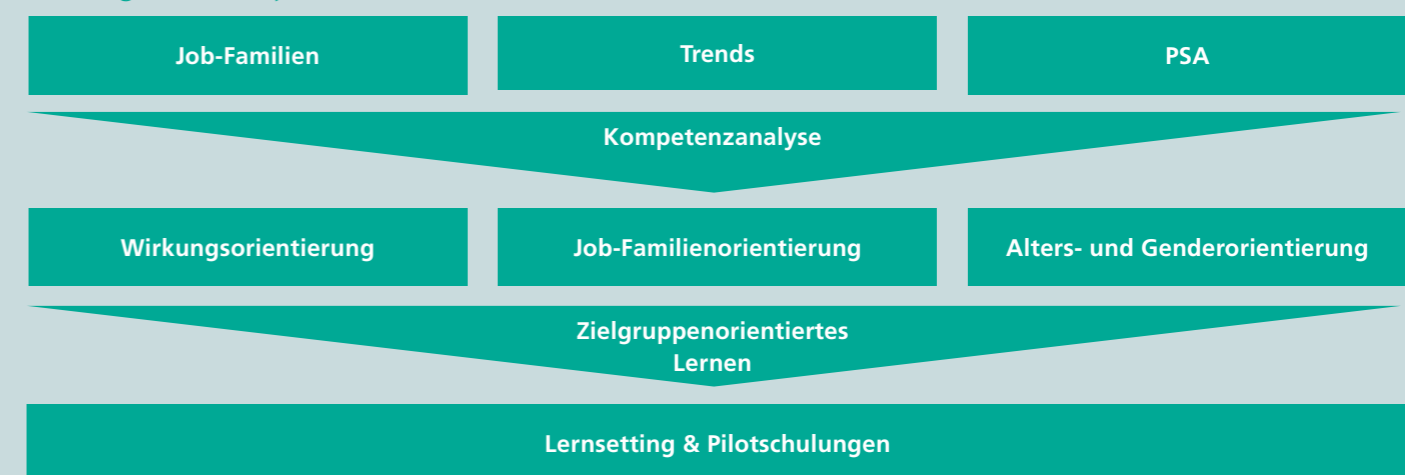 Job-Familien
Trends
PSA
Kompetenzanalyse
Wirkungsorientierung
Job-Familienorientierung
Alters- und Genderorientierung
Zielgruppenorientiertes
Lernen
Lernsetting & Pilotschulungen